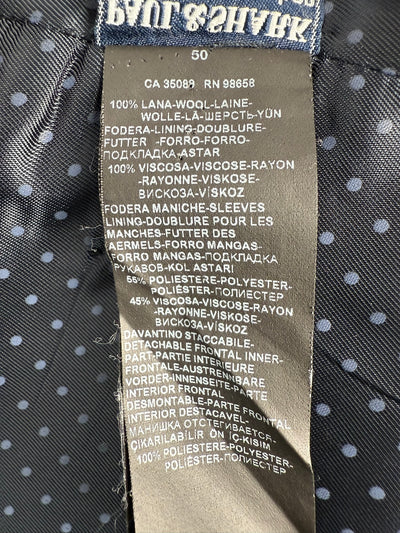 PAUL & SHARK
50
CA 35089 RN 98658
100% LANA-WOOL-LAINE-
WOLLE-LÃ-ШЕРСТЬ-YÜN
FODERA-LINING-DOUBLURE-
FUTTER -FORRO-FORRO-
ПОДКЛАДКА-ASTAR
100% VISCOSA-VISCOSE-RAYON
-RAYONNE-VISKOSE-
ВИСКОЗА-VİSKOZ
FODERA MANICHE-SLEEVES
LINING-DOUBLURE POUR LES
MANCHES-FUTTER DES
AERMELS-FORRO MANGAS-
FORRO MANGAS-ПОДКЛАДКА
РУКАВОВ-KOL ASTARI
55% POLIESTERE-POLYESTER-
POLIÉSTER-ПОЛИЕСТЕР
45% VISCOSA-VISCOSE-RAYON
-RAYONNE-VISKOSE-
ВИСКОЗА-VİSKOZ
DAVANTINO STACCABILE-
DETACHABLE FRONTAL INNER-
PART-PARTIE INTERIEURE
FRONTALE-AUSTRENNBARE
VORDER-INNENSEITE-PARTE
INTERIOR FRONTAL
DESMONTABLE-PARTE FRONTAL
INTERIOR DESTACAVEL-
МАНИШКА ОТСТЕГИВАЕТСЯ-
ÇIKARILABİLİR ÖN İÇ-KISIM
100% POLIESTERE-POLYESTER-
POLIÉSTER-ПОЛИЕСТЕР